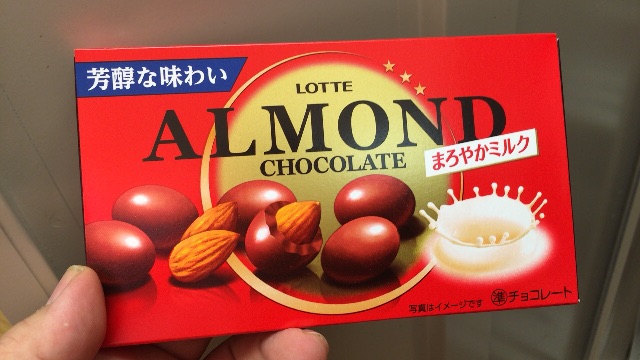 芳醇な味わい
LOTTE
ALMOND
CHOCOLATE
まろやかミルク
写真はイメージです
準チョコレート